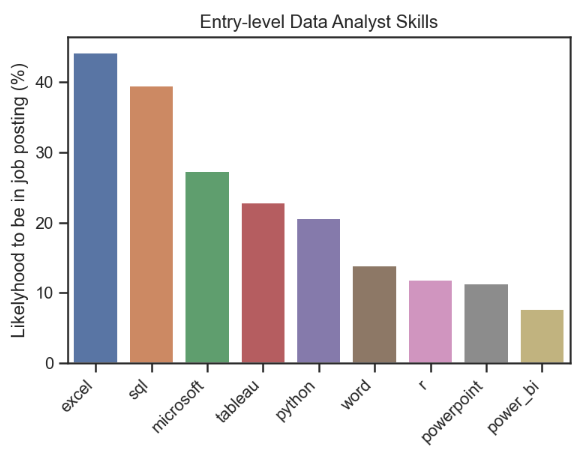 Entry-level Data Analyst Skills
Likelyhood to be in job posting (%)
40
30
20
10
0
excel
sql
microsoft
tableau
python
word
r
powerpoint
power_bi